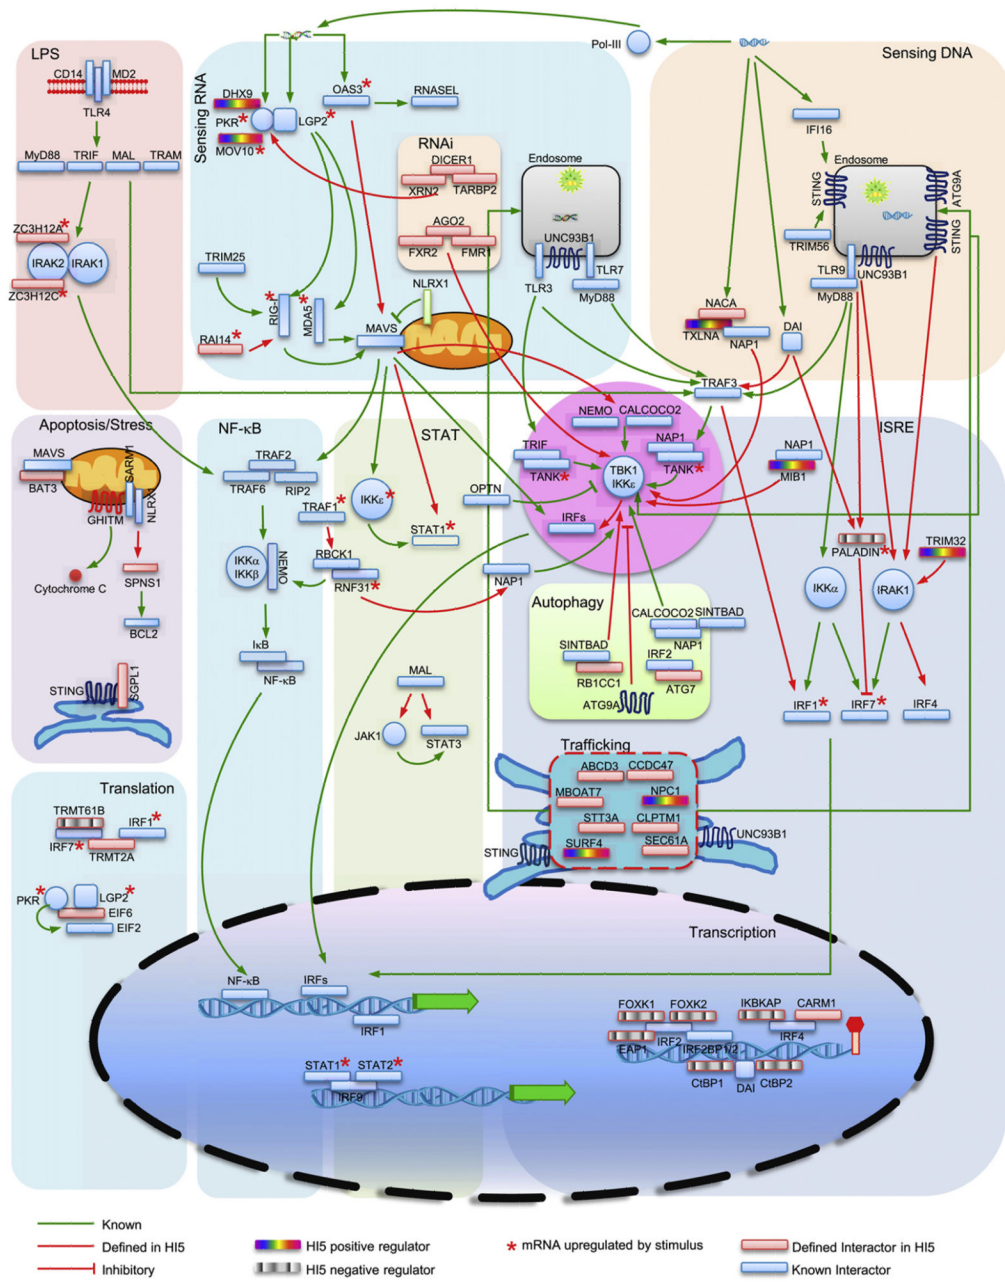 LPS
CD14
MD2
TLR4
MyD88
TRIF
MAL
TRAM
ZC3H12A*
IRAK2
IRAK1
ZC3H12C*
Sensing RNA
DHX9
PKR*
MOV10*
LGP2*
OAS3*
RNASEL
Pol-III
RNAi
DICER1
XRN2
TARBP2
AGO2
FXR2
FMR1
Endosome
UNC93B1
TLR3
TLR7
MyD88
TRIM25
RIG-I*
MDA5*
RAI14*
NLRX1
MAVS
Sensing DNA
IFI16
Endosome
STING
ATG9A
STING
TRIM56
TLR9
UNC93B1
MyD88
NACA
TXLNA
NAP1
DAI
TRAF3
Apoptosis/Stress
MAVS
BAT3
SARM1
NLRX1
GHITM
Cytochrome C
SPNS1
BCL2
STING
SGPL1
NF-κB
TRAF2
TRAF6
RIP2
TRAF1*
IKKα
IKKβ
NEMO
RBCK1
RNF31*
IκB
NF-κB
STAT
IKKε*
STAT1*
MAL
JAK1
STAT3
OPTN
NAP1
NEMO
CALCOCO2
TRIF
TANK*
NAP1
TANK*
TBK1
IKKε
IRFs
ISRE
NAP1
MIB1
PALADIN*
TRIM32
IKKα
IRAK1
IRF1*
IRF7*
IRF4
Autophagy
CALCOCO2
SINTBAD
NAP1
SINTBAD
RB1CC1
IRF2
ATG7
ATG9A
Trafficking
ABCD3
CCDC47
MBOAT7
NPC1
STT3A
CLPTM1
SURF4
SEC61A
STING
UNC93B1
Translation
TRMT61B
IRF7*
IRF1*
TRMT2A
PKR*
LGP2*
EIF6
EIF2
Transcription
NF-κB
IRFs
IRF1
STAT1*
STAT2*
IRF9
FOXK1
FOXK2
EAP1
IRF2
IRF2BP1/2
IKBKAP
CARM1
IRF4
CtBP1
DAI
CtBP2
Known
Defined in HI5
Inhibitory
HI5 positive regulator
HI5 negative regulator
* mRNA upregulated by stimulus
Defined Interactor in HI5
Known Interactor